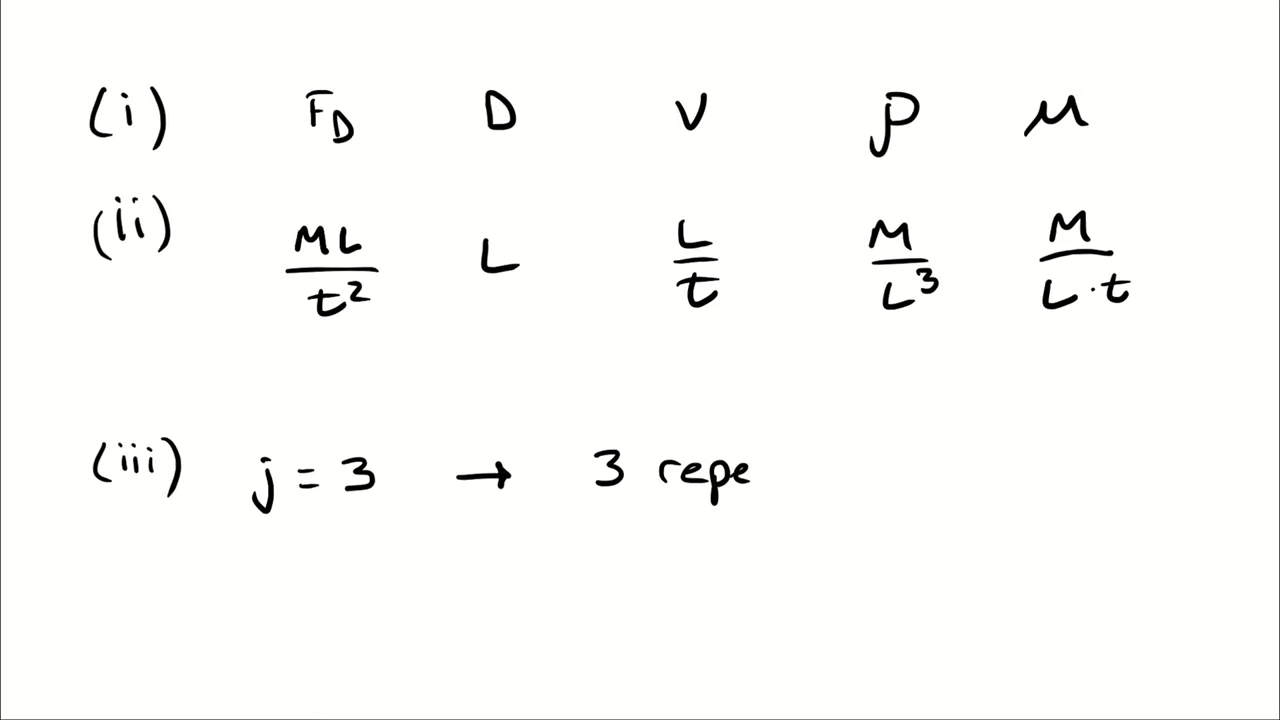 (i) F_D D V ρ μ
(ii) ML/t² L L/t M/L³ M/(L·t)
(iii) j = 3 → 3 repe